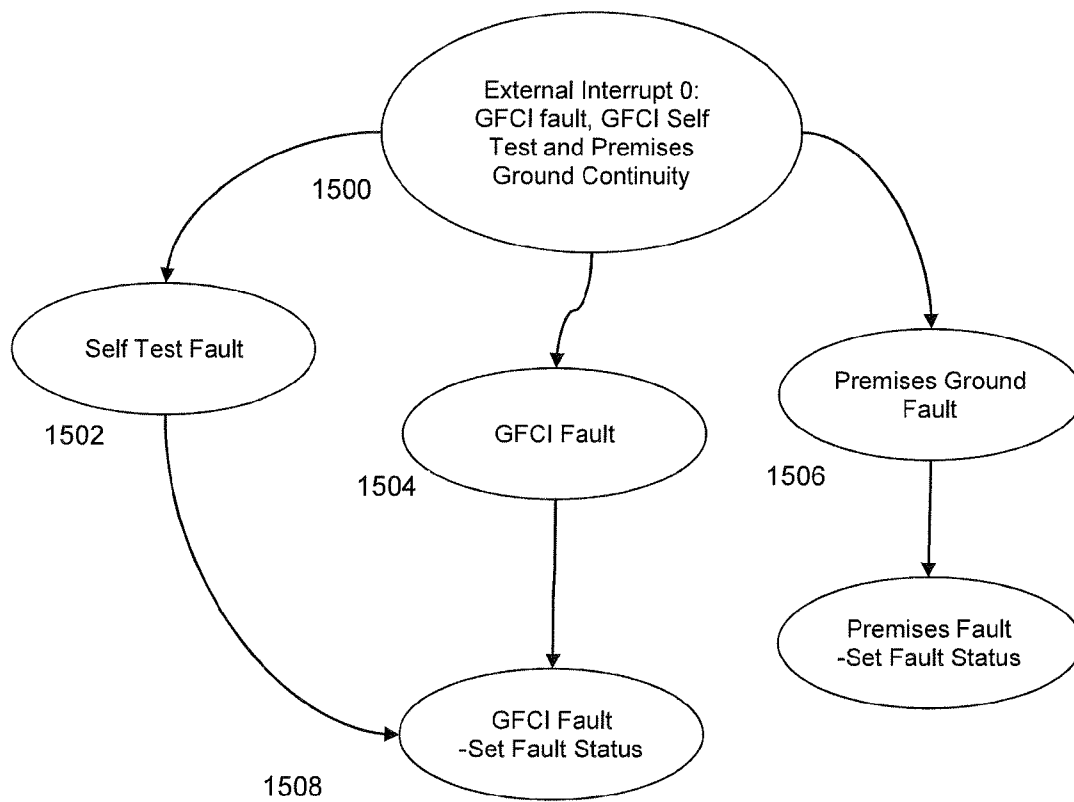 External Interrupt 0:
GFCI fault, GFCI Self
Test and Premises
Ground Continuity
1500
Self Test Fault
1502
GFCI Fault
1504
Premises Ground
Fault
1506
Premises Fault
-Set Fault Status
GFCI Fault
-Set Fault Status
1508